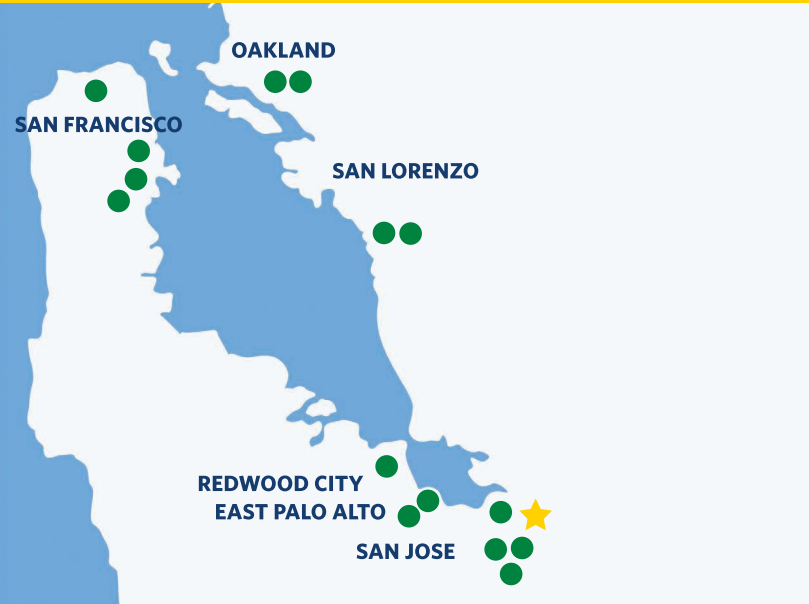 OAKLAND
SAN FRANCISCO
SAN LORENZO
REDWOOD CITY
EAST PALO ALTO
SAN JOSE